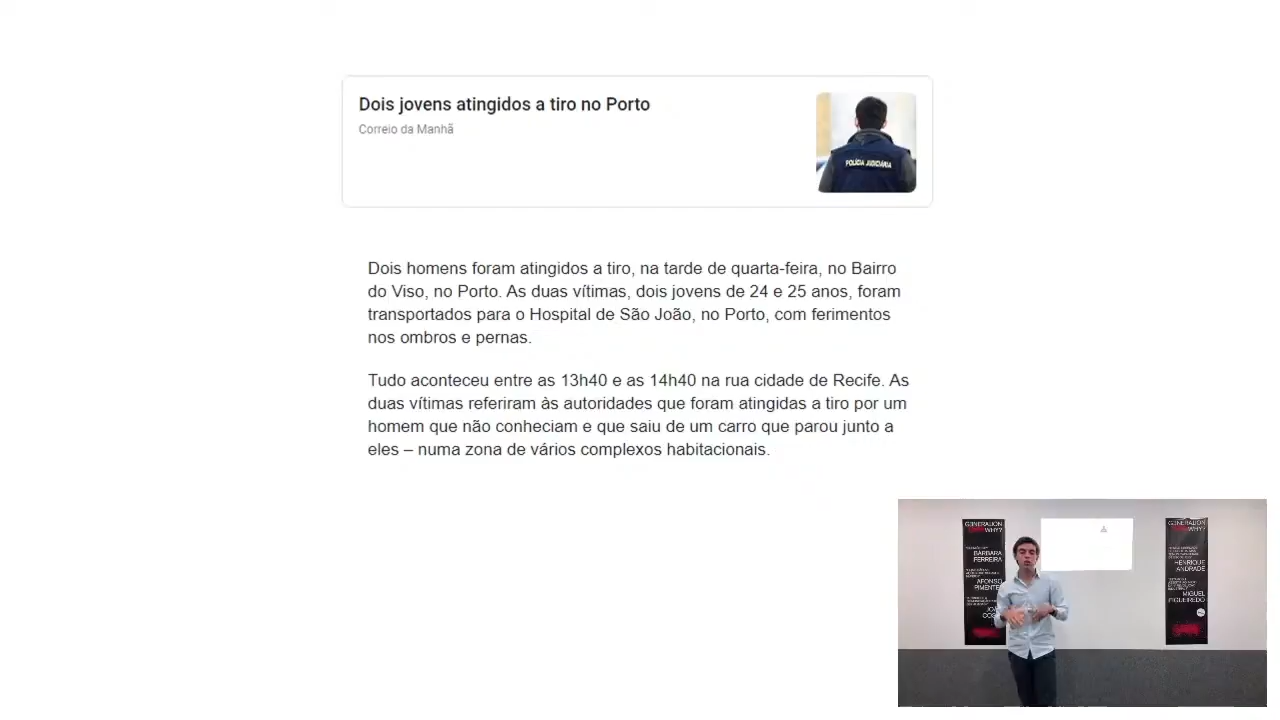 Dois jovens atingidos a tiro no Porto
Correio da Manhã
POLÍCIA JUDICIÁRIA
Dois homens foram atingidos a tiro, na tarde de quarta-feira, no Bairro
do Viso, no Porto. As duas vítimas, dois jovens de 24 e 25 anos, foram
transportados para o Hospital de São João, no Porto, com ferimentos
nos ombros e pernas.
Tudo aconteceu entre as 13h40 e as 14h40 na rua cidade de Recife. As
duas vítimas referiram às autoridades que foram atingidas a tiro por um
homem que não conheciam e que saiu de um carro que parou junto a
eles – numa zona de vários complexos habitacionais.
GENERATION
WHY?
BÁRBARA
FERREIRA
AFONSO
GENERATION
WHY?
HENRIQUE
ANDRADE
MIGUEL
FIGUEIREDO